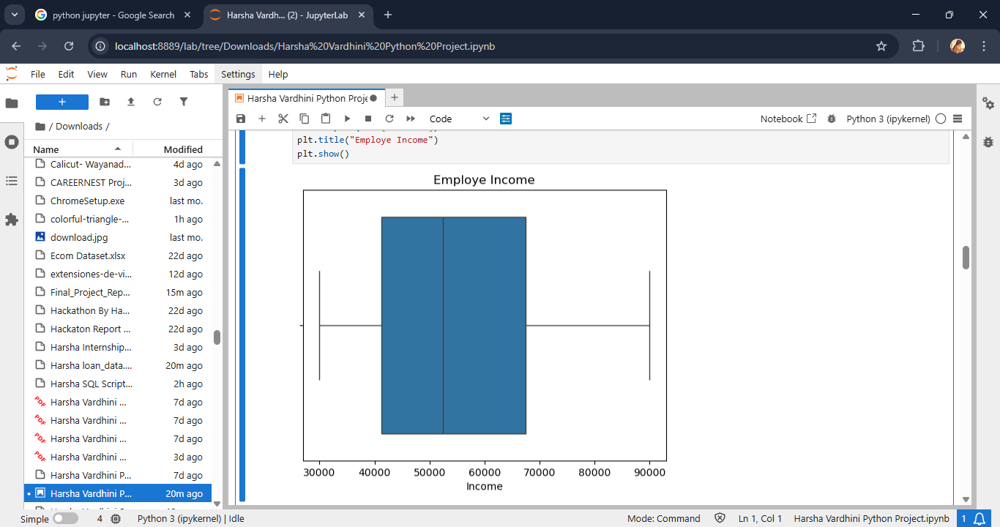 python jupyter - Google Search
Harsha Vardh... (2) - JupyterLab
localhost:8889/lab/tree/Downloads/Harsha%20Vardhini%20Python%20Project.ipynb
File Edit View Run Kernel Tabs Settings Help
/ Downloads /
Name Modified
Calicut- Wayanad... 4d ago
CAREERNEST Proj... 3d ago
ChromeSetup.exe last mo.
colorful-triangle-... 1h ago
download.jpg last mo.
Ecom Dataset.xlsx 22d ago
extensiones-de-vi... 12d ago
Final_Project_Rep... 15m ago
Hackathon By Ha... 22d ago
Hackaton Report ... 22d ago
Harsha Internship... 3d ago
Harsha loan_data.... 20m ago
Harsha SQL Script... 2h ago
PDF Harsha Vardhini ... 7d ago
PDF Harsha Vardhini ... 7d ago
PDF Harsha Vardhini ... 7d ago
PDF Harsha Vardhini ... 3d ago
Harsha Vardhini P... 7d ago
Harsha Vardhini P... 20m ago
Harsha Vardhini Python Proje
Code
Notebook
Python 3 (ipykernel)
plt.title("Employe Income")
plt.show()
Employe Income
30000 40000 50000 60000 70000 80000 90000
Income
Simple 4 Python 3 (ipykernel) | Idle Mode: Command Ln 1, Col 1 Harsha Vardhini Python Project.ipynb 1